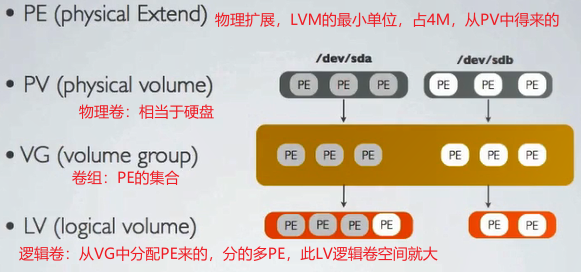 • PE (physical Extend) 物理扩展，LVM的最小单位，占4M，从PV中得来的
/dev/sda /dev/sdb
• PV (physical volume) PE PE PE PE PE PE
物理卷：相当于硬盘
• VG (volume group) PE PE PE PE PE PE
卷组：PE的集合
• LV (logical volume) PE PE PE PE PE PE
逻辑卷：从VG中分配PE来的，分的多PE，此LV逻辑卷空间就大